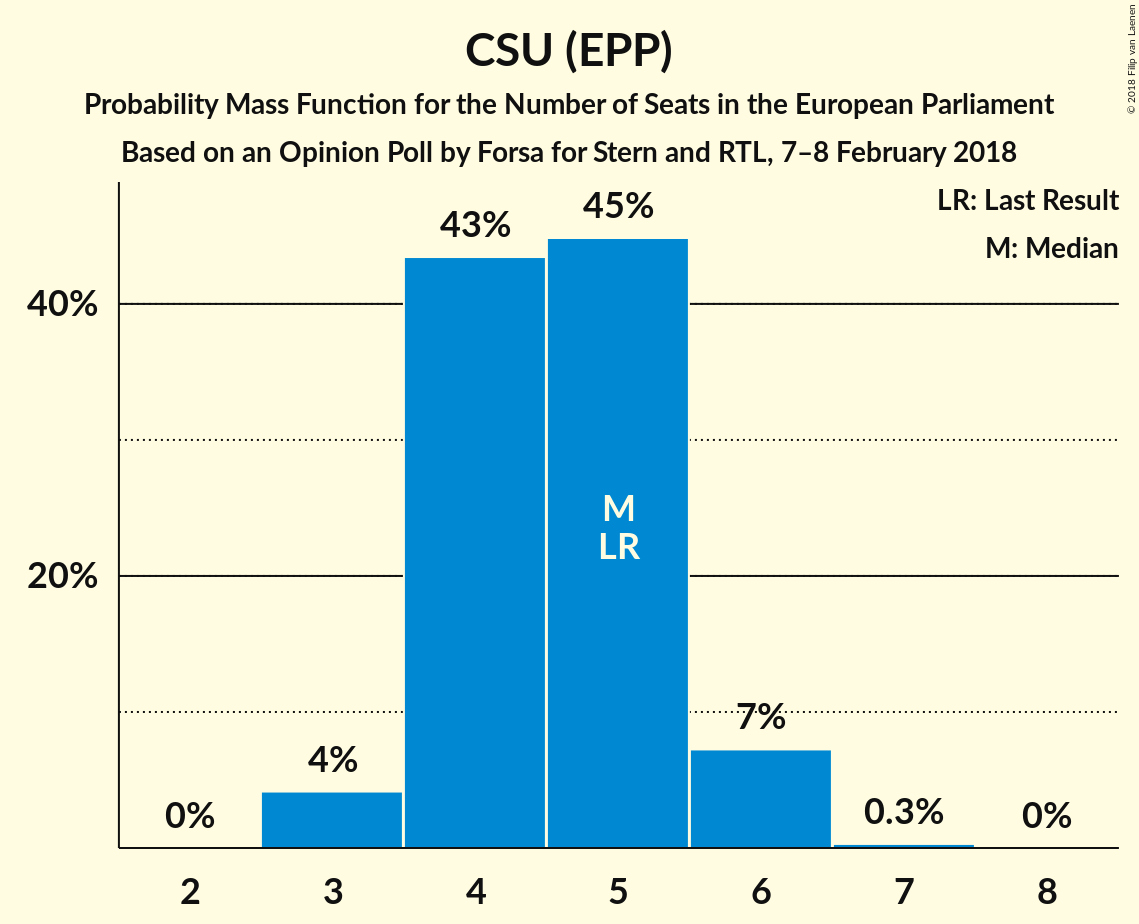 CSU (EPP)
Probability Mass Function for the Number of Seats in the European Parliament
Based on an Opinion Poll by Forsa for Stern and RTL, 7–8 February 2018
© 2018 Filip van Laenen
LR: Last Result
M: Median
40%
20%
0%
4%
43%
45%
7%
0.3%
0%
M
LR
2
3
4
5
6
7
8